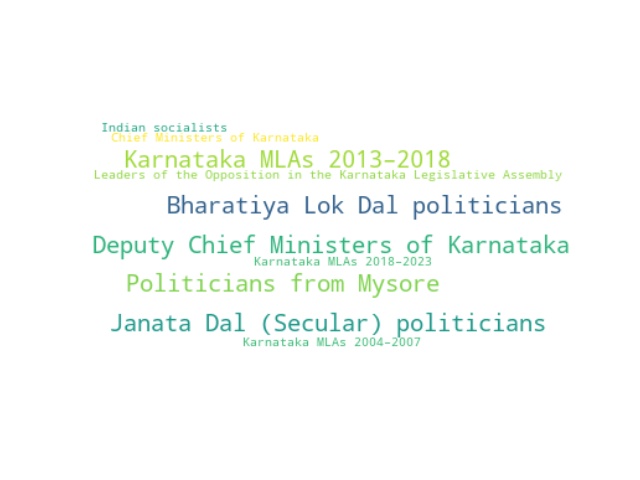 Indian socialists
Chief Ministers of Karnataka
Karnataka MLAs 2013–2018
Leaders of the Opposition in the Karnataka Legislative Assembly
Bharatiya Lok Dal politicians
Deputy Chief Ministers of Karnataka
Karnataka MLAs 2018–2023
Politicians from Mysore
Janata Dal (Secular) politicians
Karnataka MLAs 2004–2007